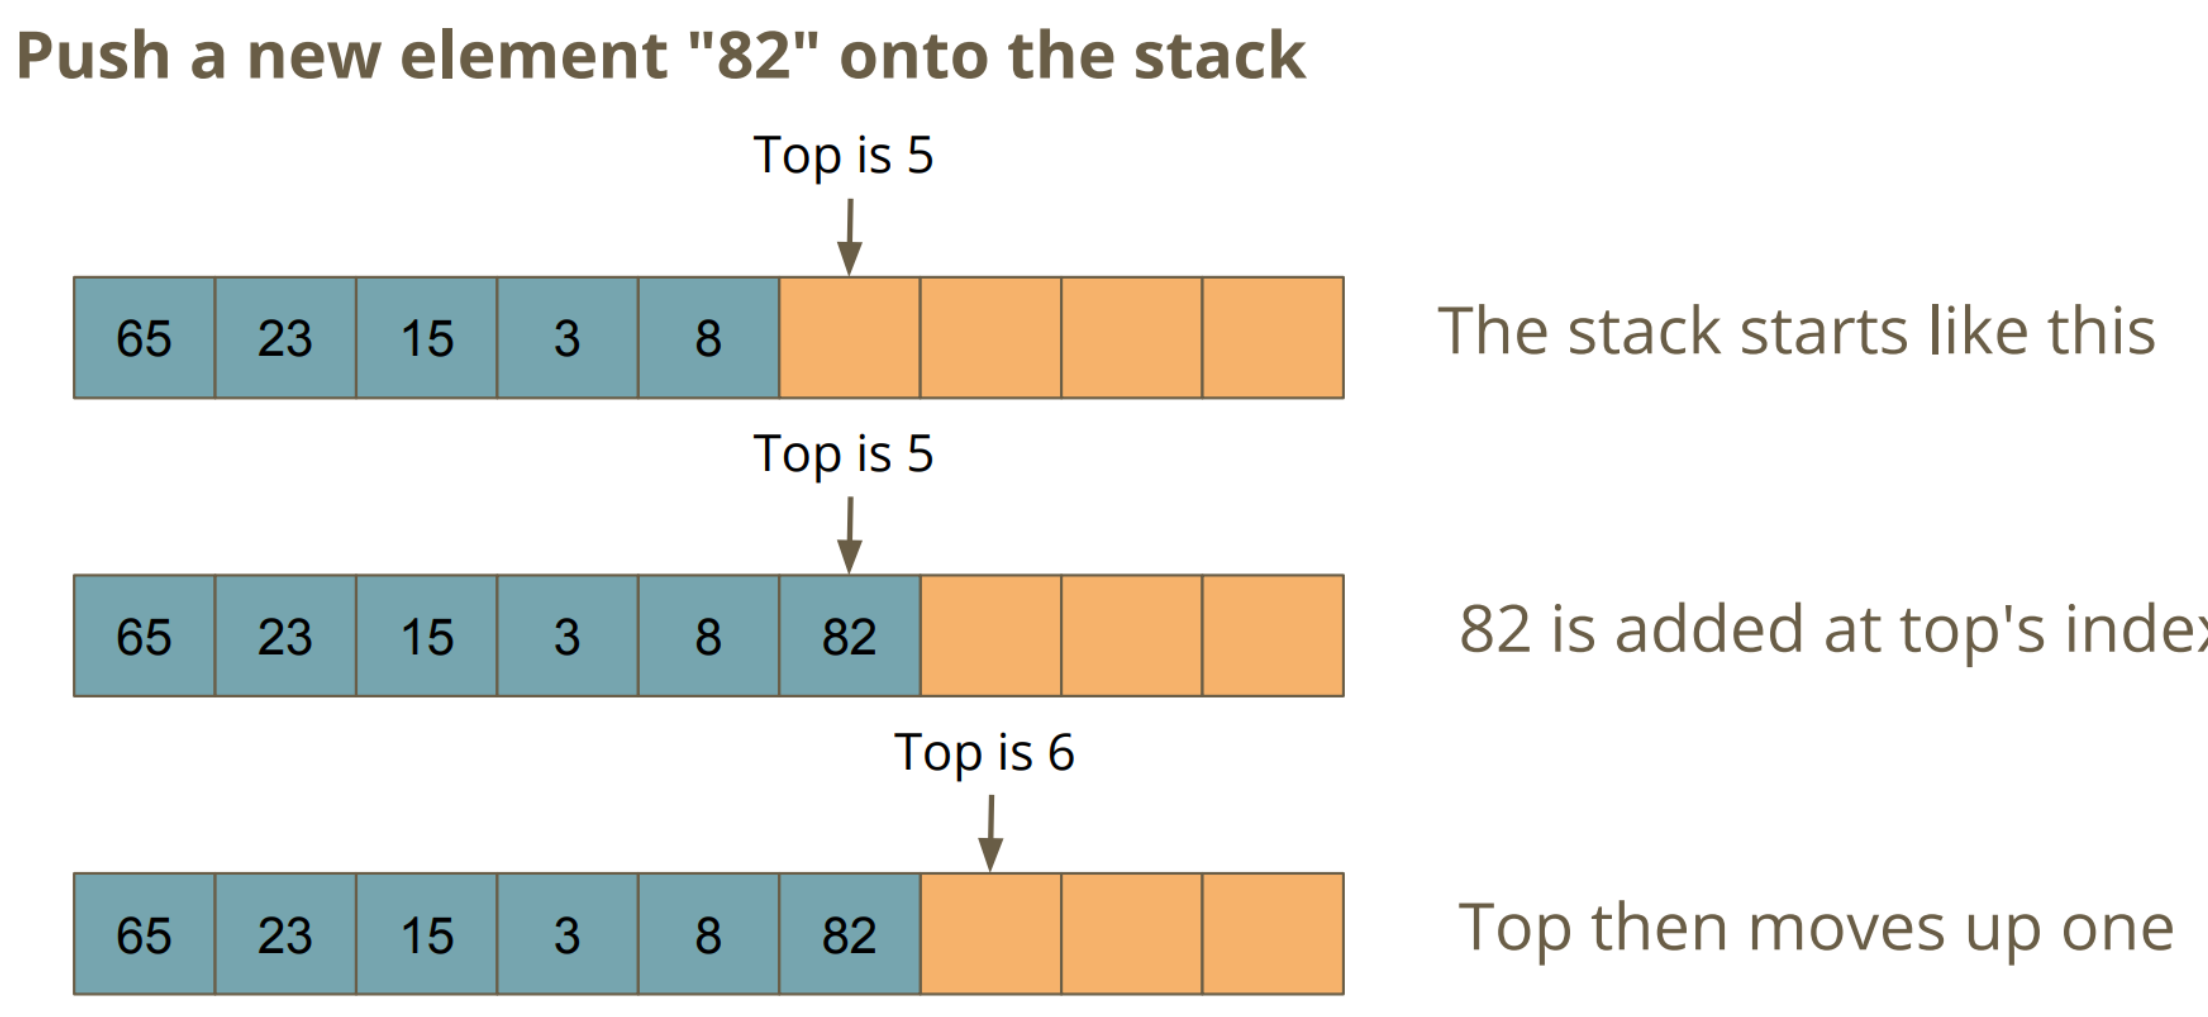 Push a new element "82" onto the stack
Top is 5
65 23 15 3 8
The stack starts like this
Top is 5
65 23 15 3 8 82
82 is added at top's index
Top is 6
65 23 15 3 8 82
Top then moves up one